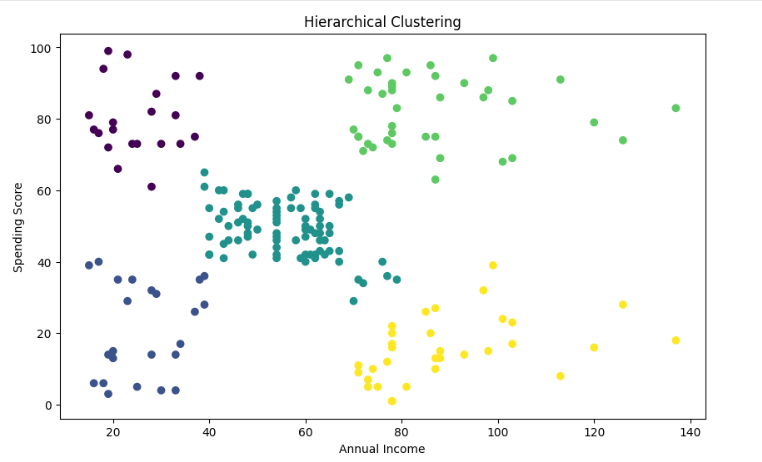 Hierarchical Clustering
100
80
60
40
20
0
Spending Score
20 40 60 80 100 120 140
Annual Income